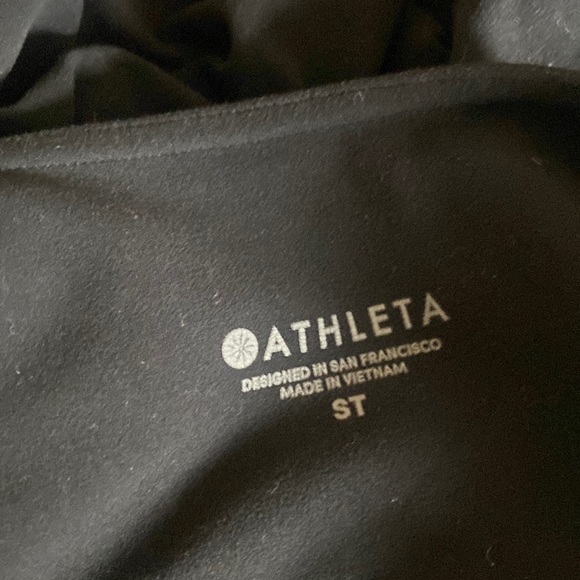 ATHLETA
DESIGNED IN SAN FRANCISCO
MADE IN VIETNAM
ST